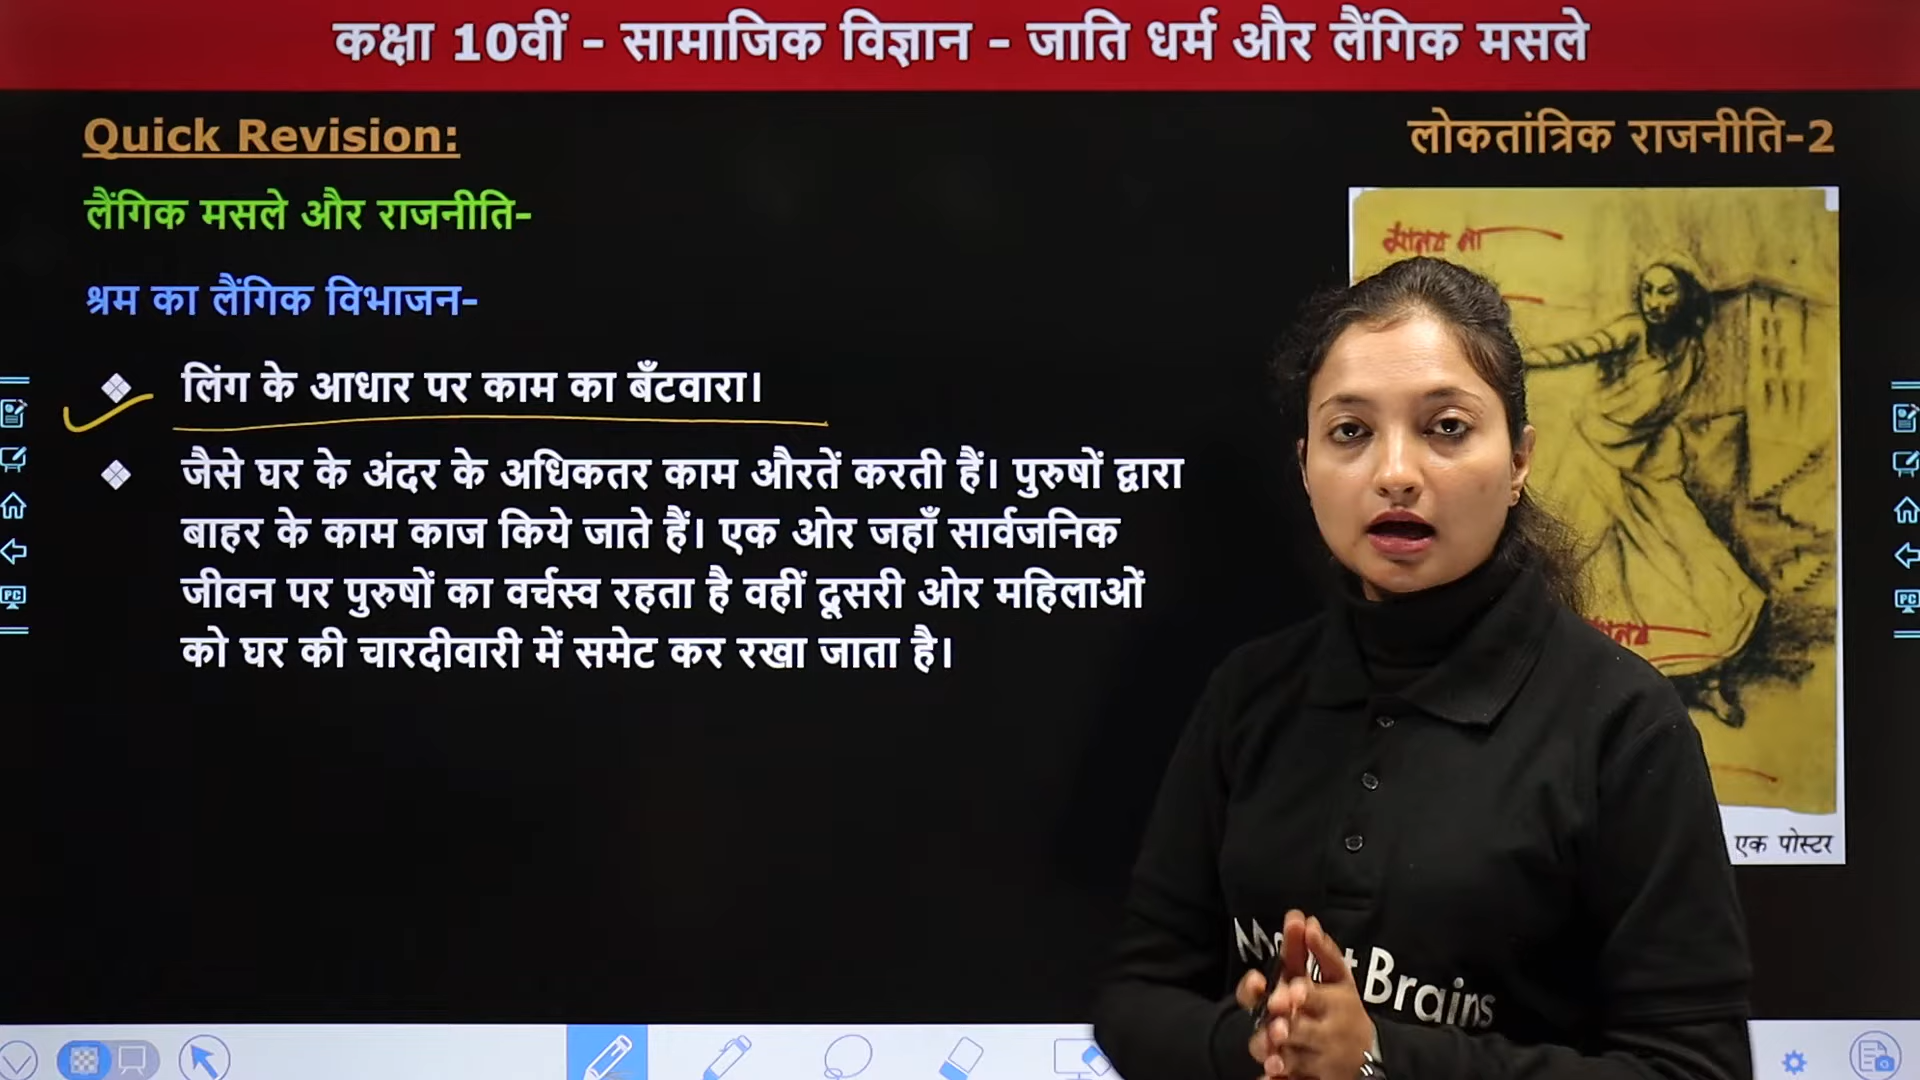 कक्षा 10वीं - सामाजिक विज्ञान - जाति धर्म और लैंगिक मसले
Quick Revision:
लोकतांत्रिक राजनीति-2
लैंगिक मसले और राजनीति-
श्रम का लैंगिक विभाजन-
❖ लिंग के आधार पर काम का बँटवारा।
❖ जैसे घर के अंदर के अधिकतर काम औरतें करती हैं। पुरुषों द्वारा
बाहर के काम काज किये जाते हैं। एक ओर जहाँ सार्वजनिक
जीवन पर पुरुषों का वर्चस्व रहता है वहीं दूसरी ओर महिलाओं
को घर की चारदीवारी में समेट कर रखा जाता है।
एक पोस्टर
Brains
PC
PC